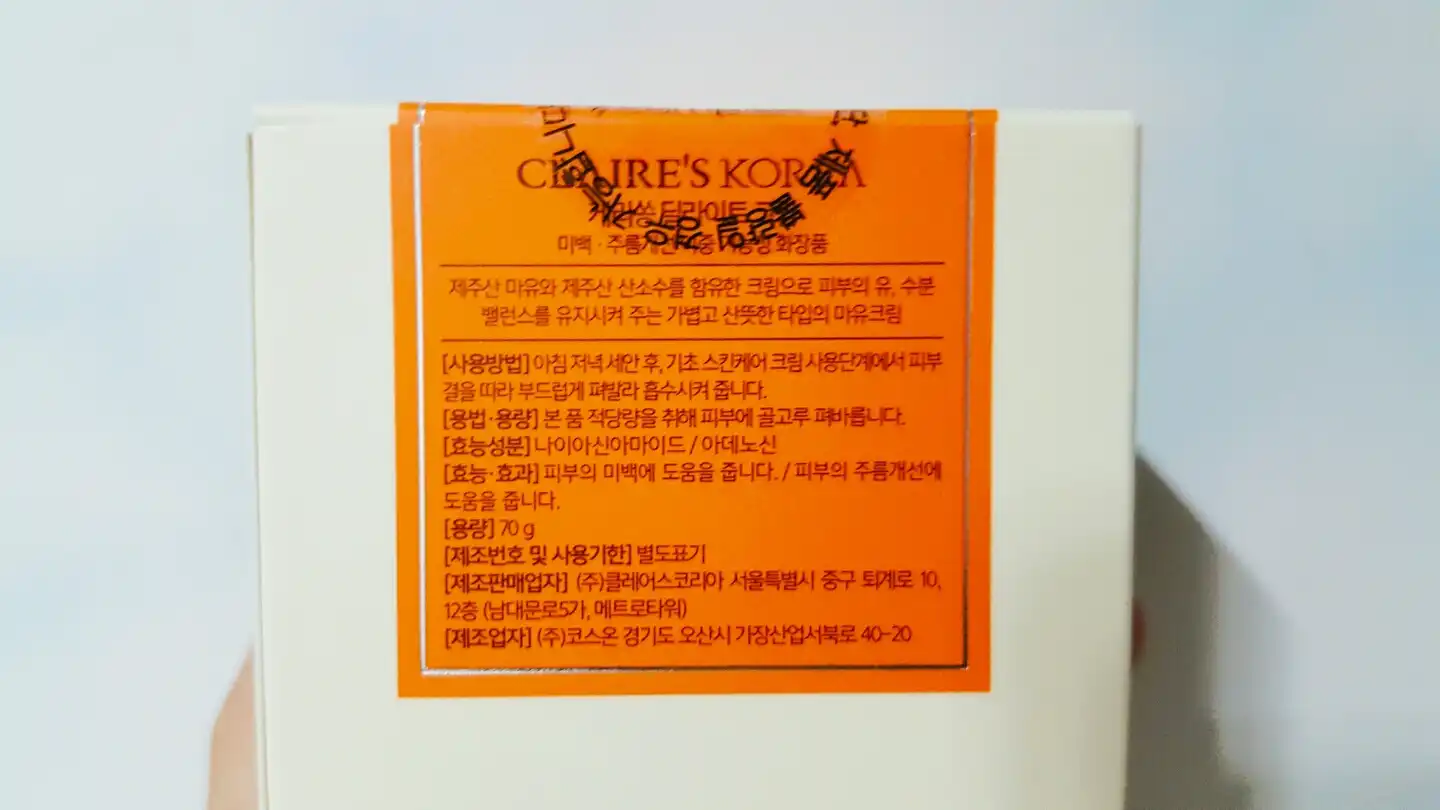 CLAIRE'S KOREA
게리쏭 딜라이트
미백 · 주름개선 이중 기능성 화장품
제주산 마유와 제주산 산소수를 함유한 크림으로 피부의 유, 수분
밸런스를 유지시켜 주는 가볍고 산뜻한 타입의 마유크림
[사용방법] 아침 저녁 세안 후, 기초 스킨케어 크림 사용단계에서 피부
결을 따라 부드럽게 펴발라 흡수시켜 줍니다.
[용법·용량] 본 품 적당량을 취해 피부에 골고루 펴바릅니다.
[효능성분] 나이아신아마이드 / 아데노신
[효능·효과] 피부의 미백에 도움을 줍니다. / 피부의 주름개선에
도움을 줍니다.
[용량] 70 g
[제조번호 및 사용기한] 별도표기
[제조판매업자] (주)클레어스코리아 서울특별시 중구 퇴계로 10,
12층 (남대문로5가, 메트로타워)
[제조업자] (주)코스온 경기도 오산시 가장산업서북로 40-20